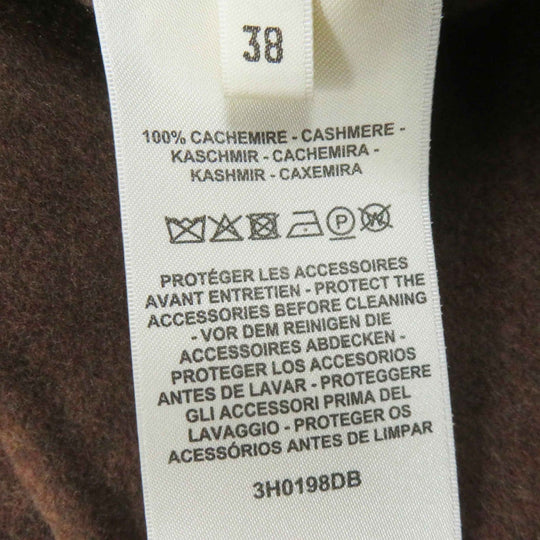 38
100% CACHEMIRE - CASHMERE -
KASCHMIR - CACHEMIRA -
KASHMIR - CAXEMIRA
P W
PROTÉGER LES ACCESSOIRES
AVANT ENTRETIEN - PROTECT THE
ACCESSORIES BEFORE CLEANING
- VOR DEM REINIGEN DIE
ACCESSOIRES ABDECKEN -
PROTEGER LOS ACCESORIOS
ANTES DE LAVAR - PROTEGGERE
GLI ACCESSORI PRIMA DEL
LAVAGGIO - PROTEGER OS
ACESSÓRIOS ANTES DE LIMPAR
3H0198DB